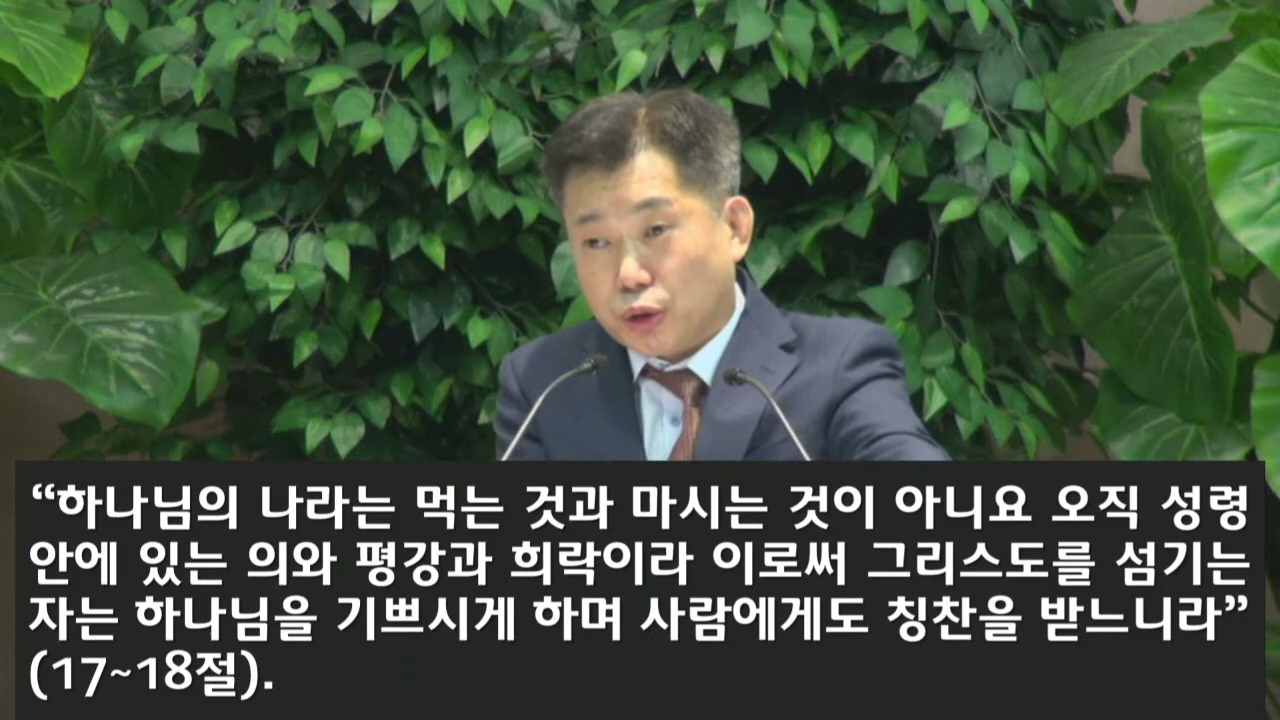 “하나님의 나라는 먹는 것과 마시는 것이 아니요 오직 성령
안에 있는 의와 평강과 희락이라 이로써 그리스도를 섬기는
자는 하나님을 기쁘시게 하며 사람에게도 칭찬을 받느니라”
(17~18절).